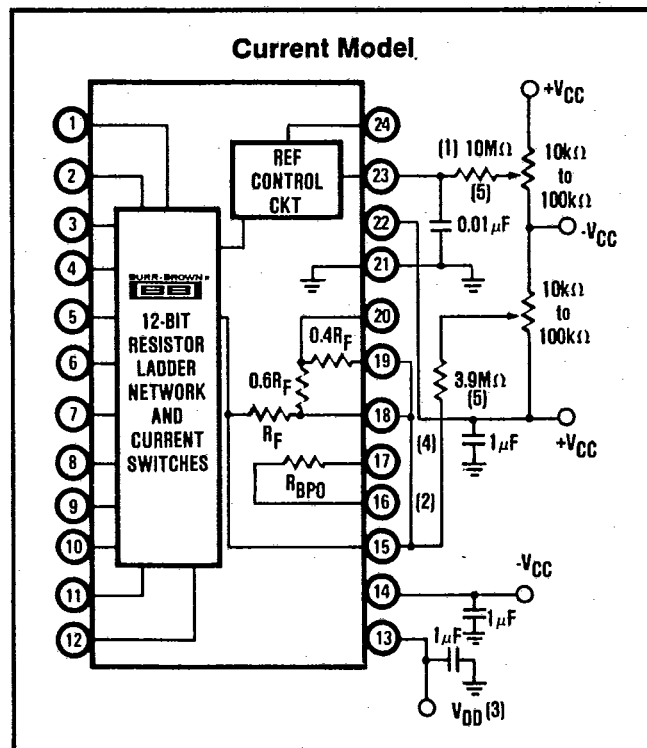 Current Model
1
2
3
4
5
6
7
8
9
10
11
12
24
23
22
21
20
19
18
17
16
15
14
13
REF
CONTROL
CKT
BURR-BROWN®
BB
12-BIT
RESISTOR
LADDER
NETWORK
AND
CURRENT
SWITCHES
0.4RF
0.6RF
RF
RBPO
(1) 10MΩ
(5)
0.01μF
+VCC
10kΩ
to
100kΩ
-VCC
10kΩ
to
100kΩ
3.9MΩ
(5)
(4)
1μF
+VCC
(2)
-VCC
1μF
1μF
VDD (3)